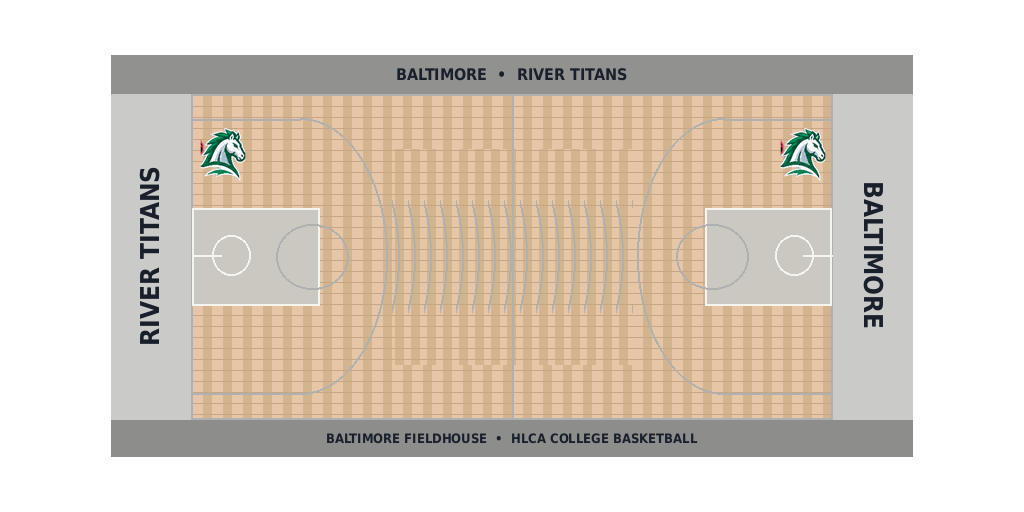 BALTIMORE • RIVER TITANS
RIVER TITANS
BALTIMORE
BALTIMORE FIELDHOUSE • HLCA COLLEGE BASKETBALL